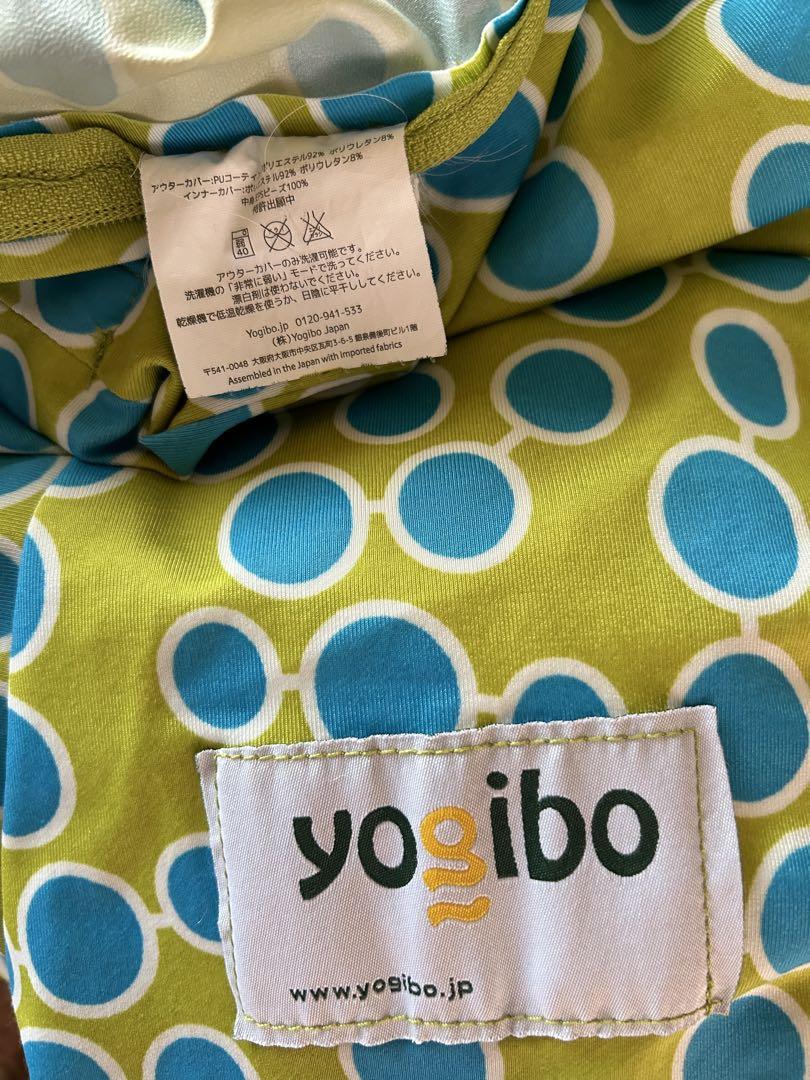 アウターカバー:PUコーティ ポリエステル92% ポリウレタン8%
インナーカバー:ポ ステル92% ポリウレタン8%
中 ビーズ100%
特許出願中
弱
40
アウターカバーのみ洗濯可能です。
洗濯機の「非常に弱い」モードで洗ってください。
漂白剤は使わないでください。
乾燥機で低温乾燥を使うか、日陰に平干ししてください。
Yogibo.jp 0120-941-533
(株)Yogibo Japan
〒541-0048 大阪府大阪市中央区瓦町3-6-5 銀泉備後町ビル1階
Assembled in the Japan with imported fabrics
yogibo
www.yogibo.jp